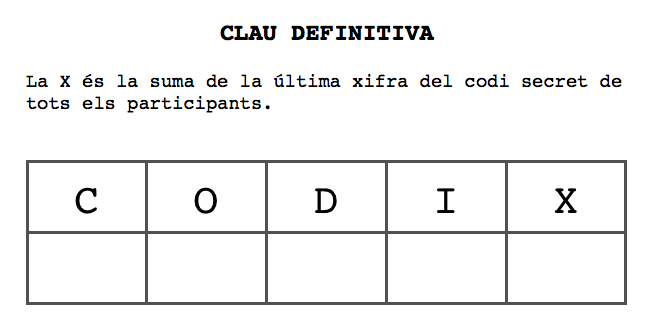 CLAU DEFINITIVA
La X és la suma de la última xifra del codi secret de
tots els participants.
C O D I X